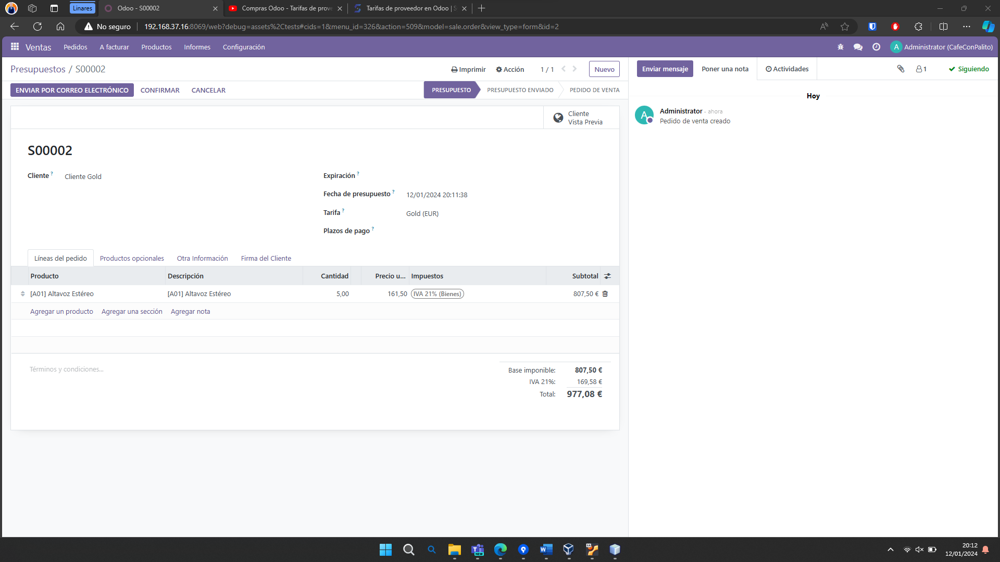 Linares
Odoo - S00002
Compras Odoo - Tarifas de prove
Tarifas de proveedor en Odoo | S
No seguro
192.168.37.16:8069/web?debug=assets%2Ctests#cids=1&menu_id=326&action=509&model=sale.order&view_type=form&id=2
Ventas Pedidos A facturar Productos Informes Configuración
A Administrator (CafeConPalito)
Presupuestos / S00002
Imprimir Acción 1 / 1 Nuevo
Enviar mensaje Poner una nota Actividades 1 Siguiendo
ENVIAR POR CORREO ELECTRÓNICO CONFIRMAR CANCELAR
PRESUPUESTO PRESUPUESTO ENVIADO PEDIDO DE VENTA
Hoy
A Administrator - ahora
Pedido de venta creado
Cliente
Vista Previa
S00002
Cliente ? Cliente Gold
Expiración ?
Fecha de presupuesto ? 12/01/2024 20:11:38
Tarifa ? Gold (EUR)
Plazos de pago ?
Líneas del pedido Productos opcionales Otra Información Firma del Cliente
Producto Descripción Cantidad Precio u... Impuestos Subtotal
[A01] Altavoz Estéreo [A01] Altavoz Estéreo 5,00 161,50 IVA 21% (Bienes) 807,50 €
Agregar un producto Agregar una sección Agregar nota
Términos y condiciones...
Base imponible: 807,50 €
IVA 21%: 169,58 €
Total: 977,08 €
20:12
12/01/2024